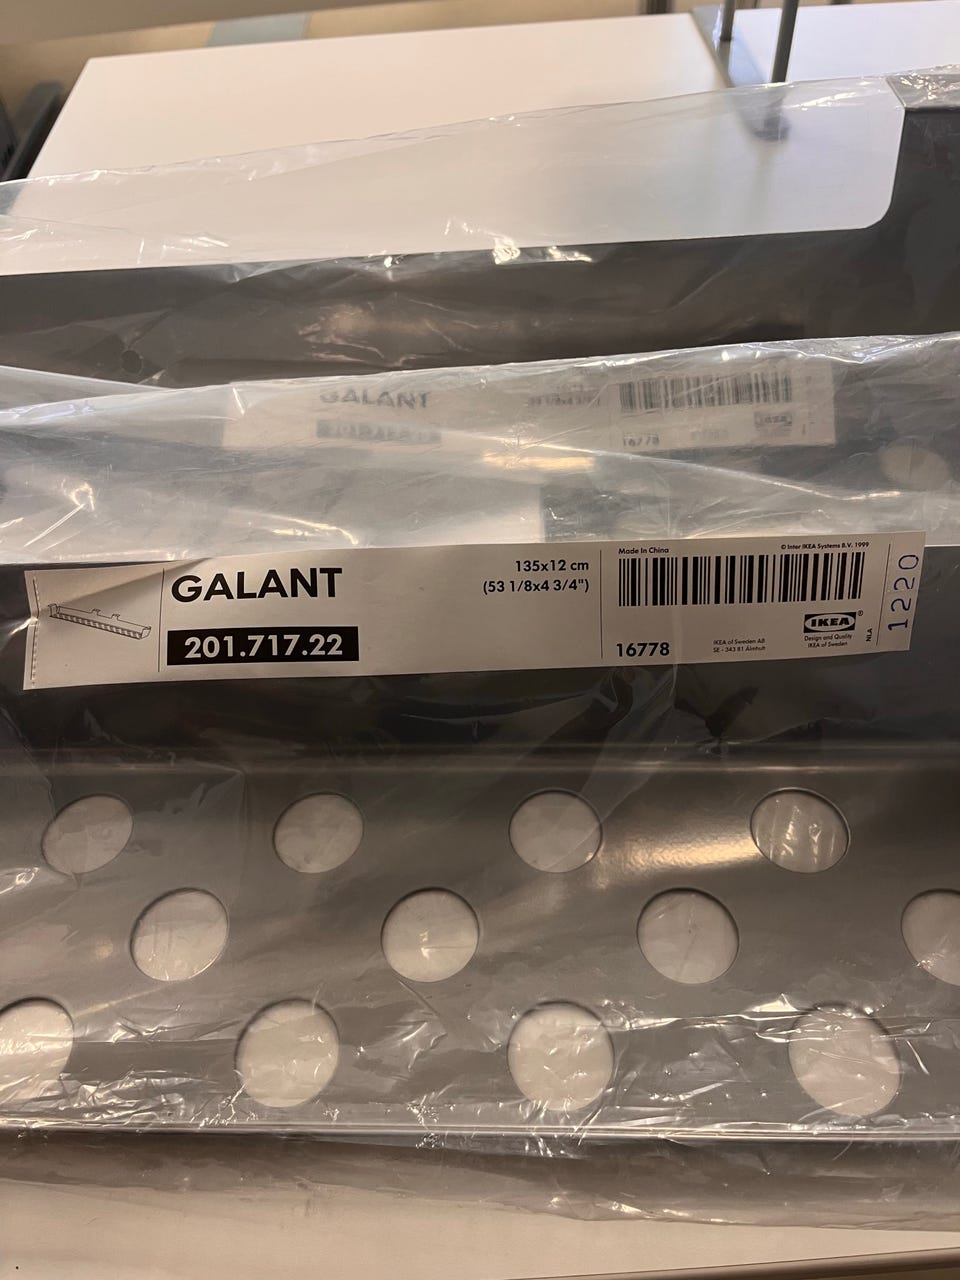 GALANT
16778
GALANT
201.717.22
135x12 cm
(53 1/8x4 3/4")
Made In China
© Inter IKEA Systems B.V. 1999
16778
IKEA of Sweden AB
SE - 343 81 Älmhult
IKEA®
Design and Quality
IKEA of Sweden
NLA
1220